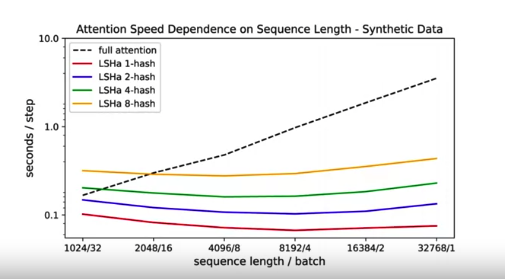 Attention Speed Dependence on Sequence Length - Synthetic Data
10.0
1.0
0.1
seconds / step
full attention
LSHa 1-hash
LSHa 2-hash
LSHa 4-hash
LSHa 8-hash
1024/32 2048/16 4096/8 8192/4 16384/2 32768/1
sequence length / batch